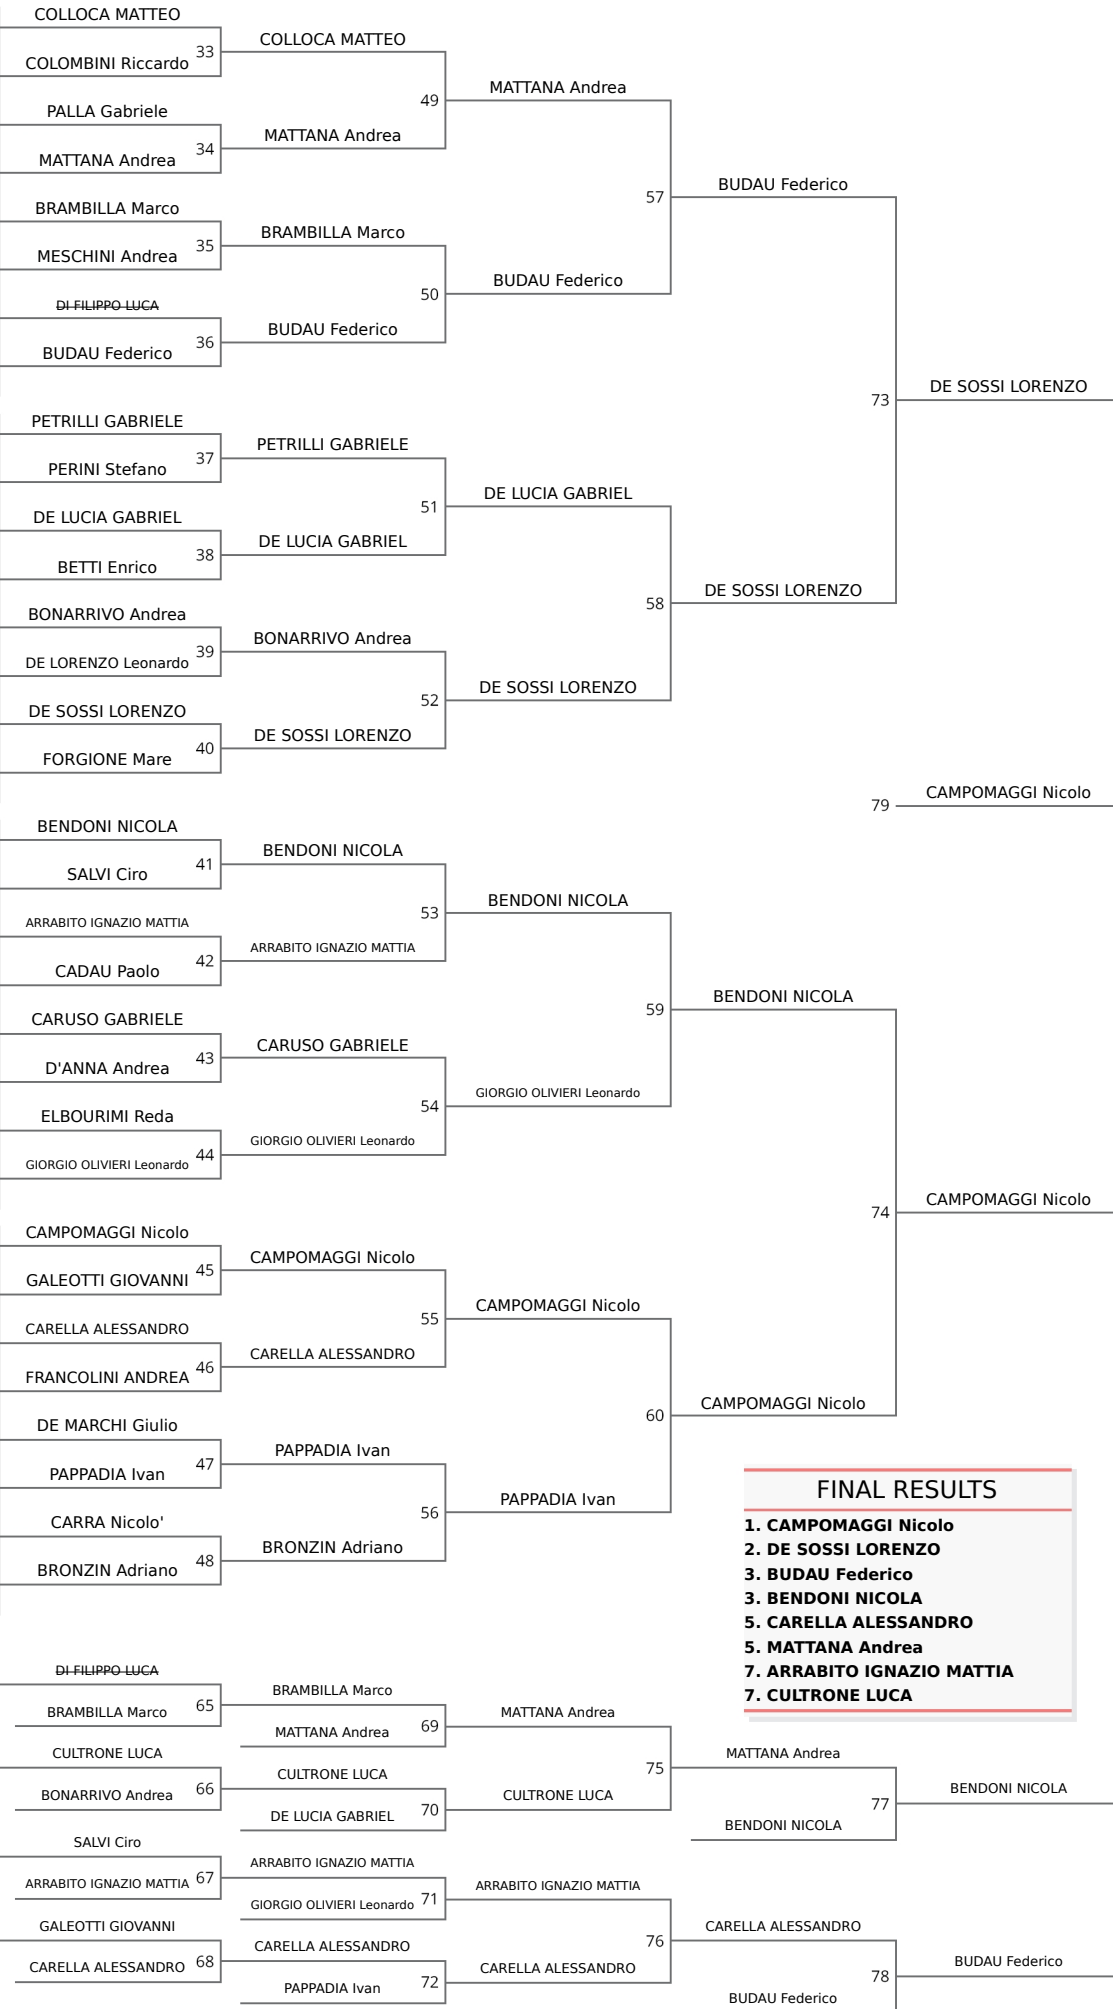 COLLOCA MATTEO
33
COLOMBINI Riccardo
COLLOCA MATTEO
49
PALLA Gabriele
34
MATTANA Andrea
MATTANA Andrea
MATTANA Andrea
57
BRAMBILLA Marco
35
MESCHINI Andrea
BRAMBILLA Marco
50
DI FILIPPO LUCA
36
BUDAU Federico
BUDAU Federico
BUDAU Federico
BUDAU Federico
73
PETRILLI GABRIELE
37
PERINI Stefano
PETRILLI GABRIELE
51
DE LUCIA GABRIEL
38
BETTI Enrico
DE LUCIA GABRIEL
DE LUCIA GABRIEL
58
BONARRIVO Andrea
39
DE LORENZO Leonardo
BONARRIVO Andrea
52
DE SOSSI LORENZO
40
FORGIONE Mare
DE SOSSI LORENZO
DE SOSSI LORENZO
DE SOSSI LORENZO
DE SOSSI LORENZO
79
CAMPOMAGGI Nicolo
BENDONI NICOLA
41
SALVI Ciro
BENDONI NICOLA
53
ARRABITO IGNAZIO MATTIA
42
CADAU Paolo
ARRABITO IGNAZIO MATTIA
BENDONI NICOLA
59
CARUSO GABRIELE
43
D'ANNA Andrea
CARUSO GABRIELE
54
ELBOURIMI Reda
44
GIORGIO OLIVIERI Leonardo
GIORGIO OLIVIERI Leonardo
GIORGIO OLIVIERI Leonardo
BENDONI NICOLA
74
CAMPOMAGGI Nicolo
45
GALEOTTI GIOVANNI
CAMPOMAGGI Nicolo
55
CARELLA ALESSANDRO
46
FRANCOLINI ANDREA
CARELLA ALESSANDRO
CAMPOMAGGI Nicolo
60
DE MARCHI Giulio
47
PAPPADIA Ivan
PAPPADIA Ivan
56
CARRA Nicolo'
48
BRONZIN Adriano
BRONZIN Adriano
PAPPADIA Ivan
CAMPOMAGGI Nicolo
CAMPOMAGGI Nicolo
FINAL RESULTS
1. CAMPOMAGGI Nicolo
2. DE SOSSI LORENZO
3. BUDAU Federico
3. BENDONI NICOLA
5. CARELLA ALESSANDRO
5. MATTANA Andrea
7. ARRABITO IGNAZIO MATTIA
7. CULTRONE LUCA
DI FILIPPO LUCA
65
BRAMBILLA Marco
BRAMBILLA Marco
69
MATTANA Andrea
MATTANA Andrea
75
CULTRONE LUCA
66
BONARRIVO Andrea
CULTRONE LUCA
70
DE LUCIA GABRIEL
CULTRONE LUCA
MATTANA Andrea
77
BENDONI NICOLA
BENDONI NICOLA
SALVI Ciro
67
ARRABITO IGNAZIO MATTIA
ARRABITO IGNAZIO MATTIA
71
GIORGIO OLIVIERI Leonardo
ARRABITO IGNAZIO MATTIA
76
GALEOTTI GIOVANNI
68
CARELLA ALESSANDRO
CARELLA ALESSANDRO
72
PAPPADIA Ivan
CARELLA ALESSANDRO
CARELLA ALESSANDRO
78
BUDAU Federico
BUDAU Federico